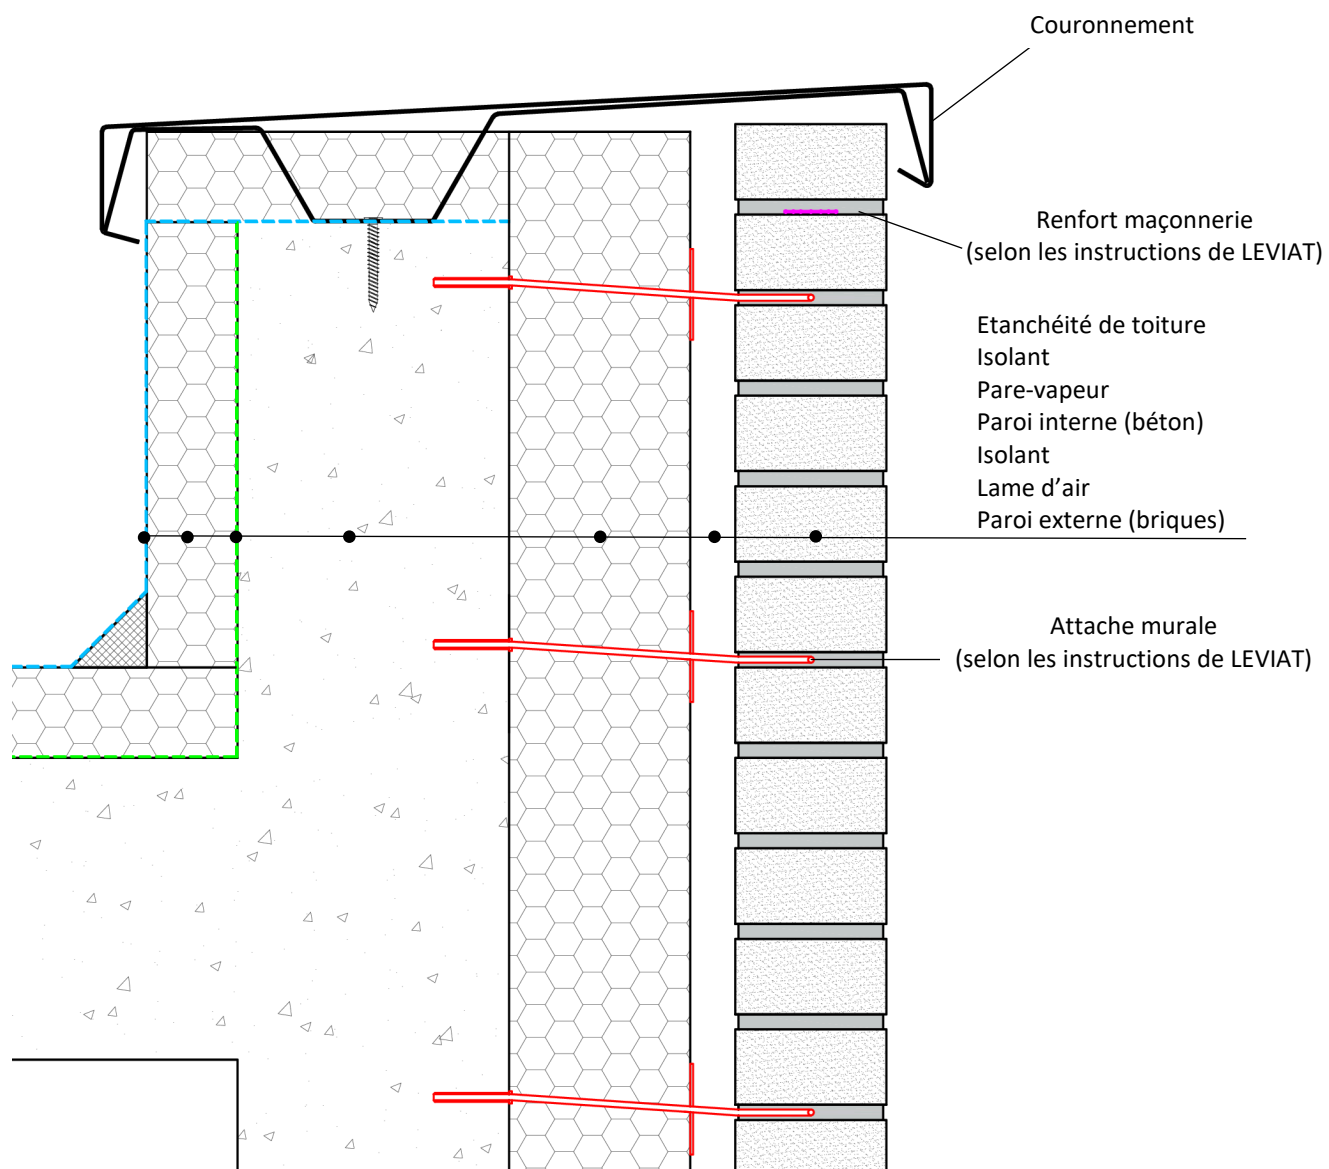 Couronnement
Renfort maçonnerie
(selon les instructions de LEVIAT)
Etanchéité de toiture
Isolant
Pare-vapeur
Paroi interne (béton)
Isolant
Lame d’air
Paroi externe (briques)
Attache murale
(selon les instructions de LEVIAT)